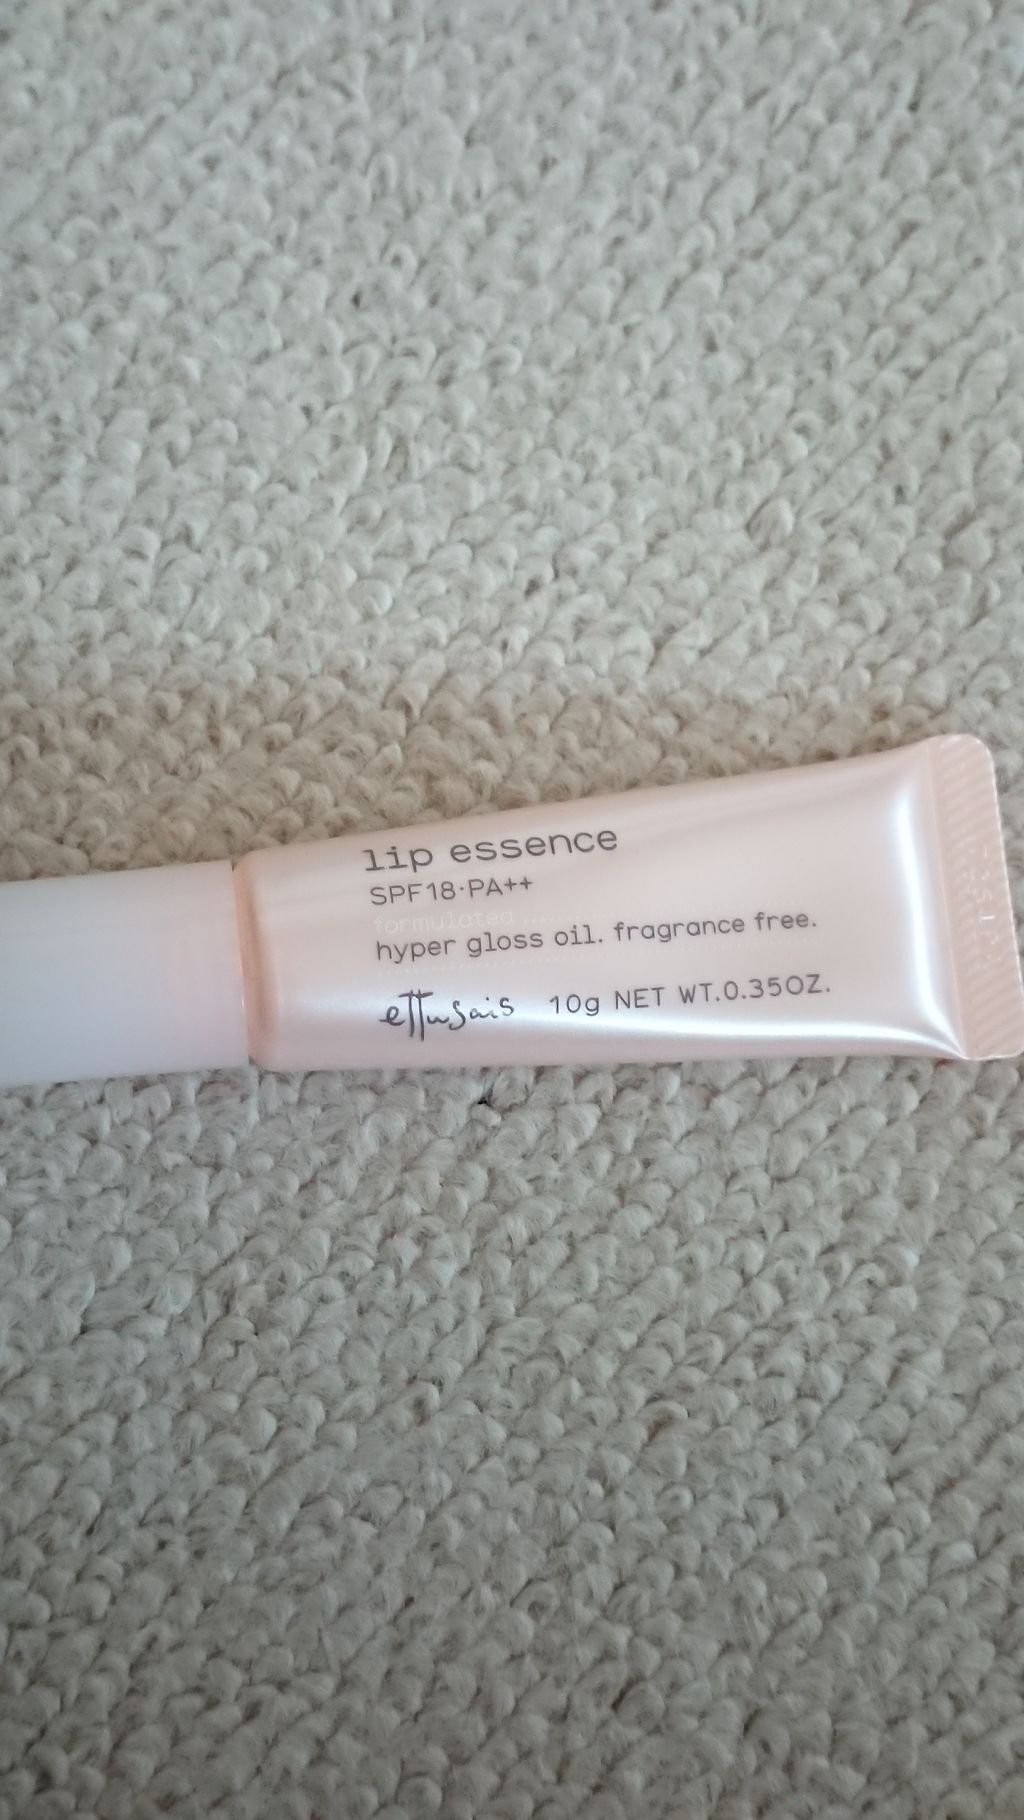 lip essence
SPF18·PA++
formulated
hyper gloss oil. fragrance free.
ettusais 10g NET WT.0.35OZ.